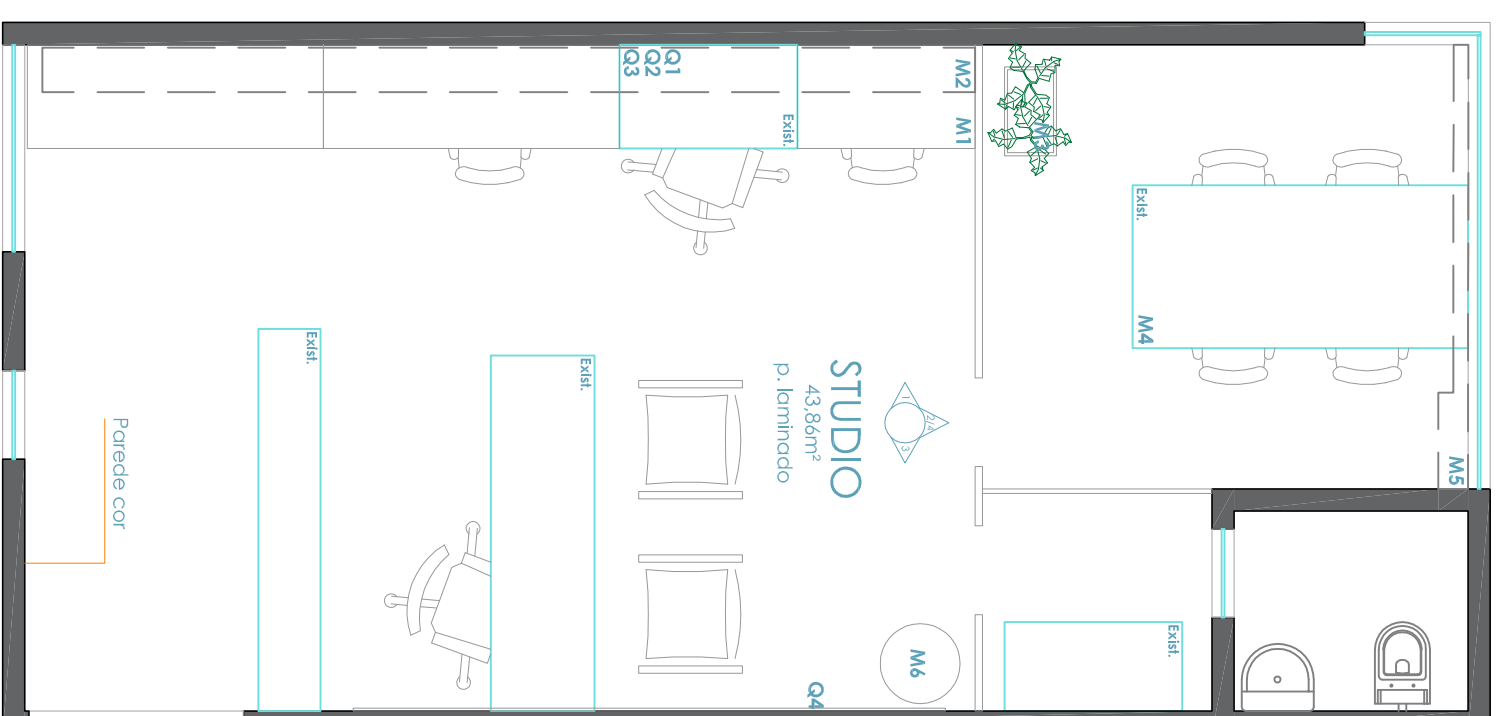 Q1
Q2
Q3
M2
M1
Exist.
M3
Exist.
M4
M5
Exist.
Exist.
STUDIO
43,86m²
p. laminado
1
2/4
3
Parede cor
M6
Q4
Exist.